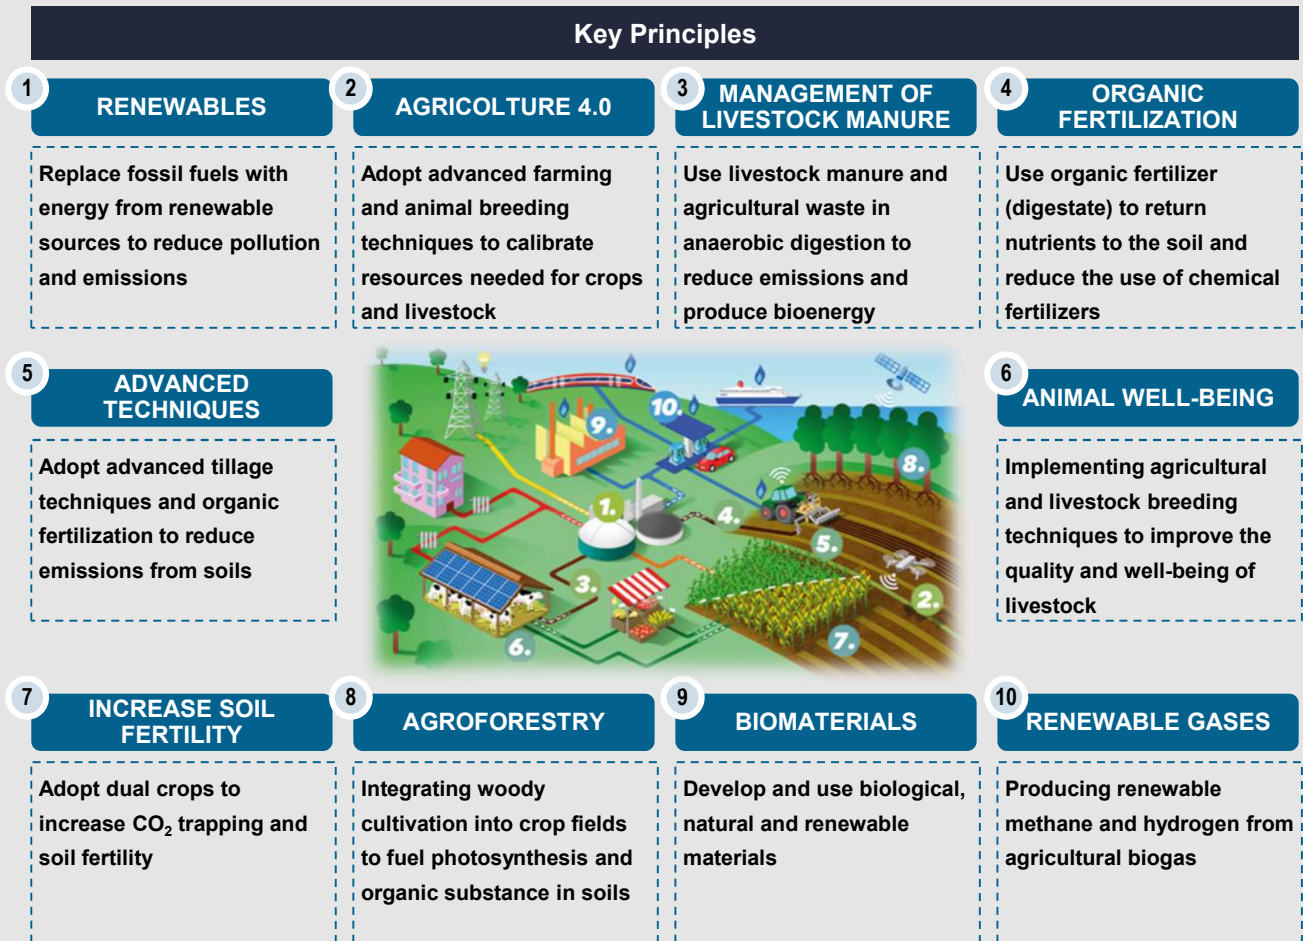 Key Principles
1
RENEWABLES
Replace fossil fuels with
energy from renewable
sources to reduce pollution
and emissions
2
AGRICOLTURE 4.0
Adopt advanced farming
and animal breeding
techniques to calibrate
resources needed for crops
and livestock
3
MANAGEMENT OF
LIVESTOCK MANURE
Use livestock manure and
agricultural waste in
anaerobic digestion to
reduce emissions and
produce bioenergy
4
ORGANIC
FERTILIZATION
Use organic fertilizer
(digestate) to return
nutrients to the soil and
reduce the use of chemical
fertilizers
5
ADVANCED
TECHNIQUES
Adopt advanced tillage
techniques and organic
fertilization to reduce
emissions from soils
10.
9.
8.
1.
4.
5.
3.
2.
6.
7.
6
ANIMAL WELL-BEING
Implementing agricultural
and livestock breeding
techniques to improve the
quality and well-being of
livestock
7
INCREASE SOIL
FERTILITY
Adopt dual crops to
increase CO₂ trapping and
soil fertility
8
AGROFORESTRY
Integrating woody
cultivation into crop fields
to fuel photosynthesis and
organic substance in soils
9
BIOMATERIALS
Develop and use biological,
natural and renewable
materials
10
RENEWABLE GASES
Producing renewable
methane and hydrogen from
agricultural biogas